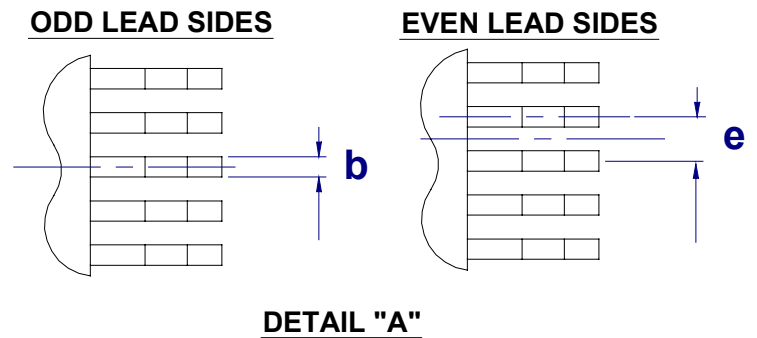 ODD LEAD SIDES
EVEN LEAD SIDES
b
e
DETAIL "A"